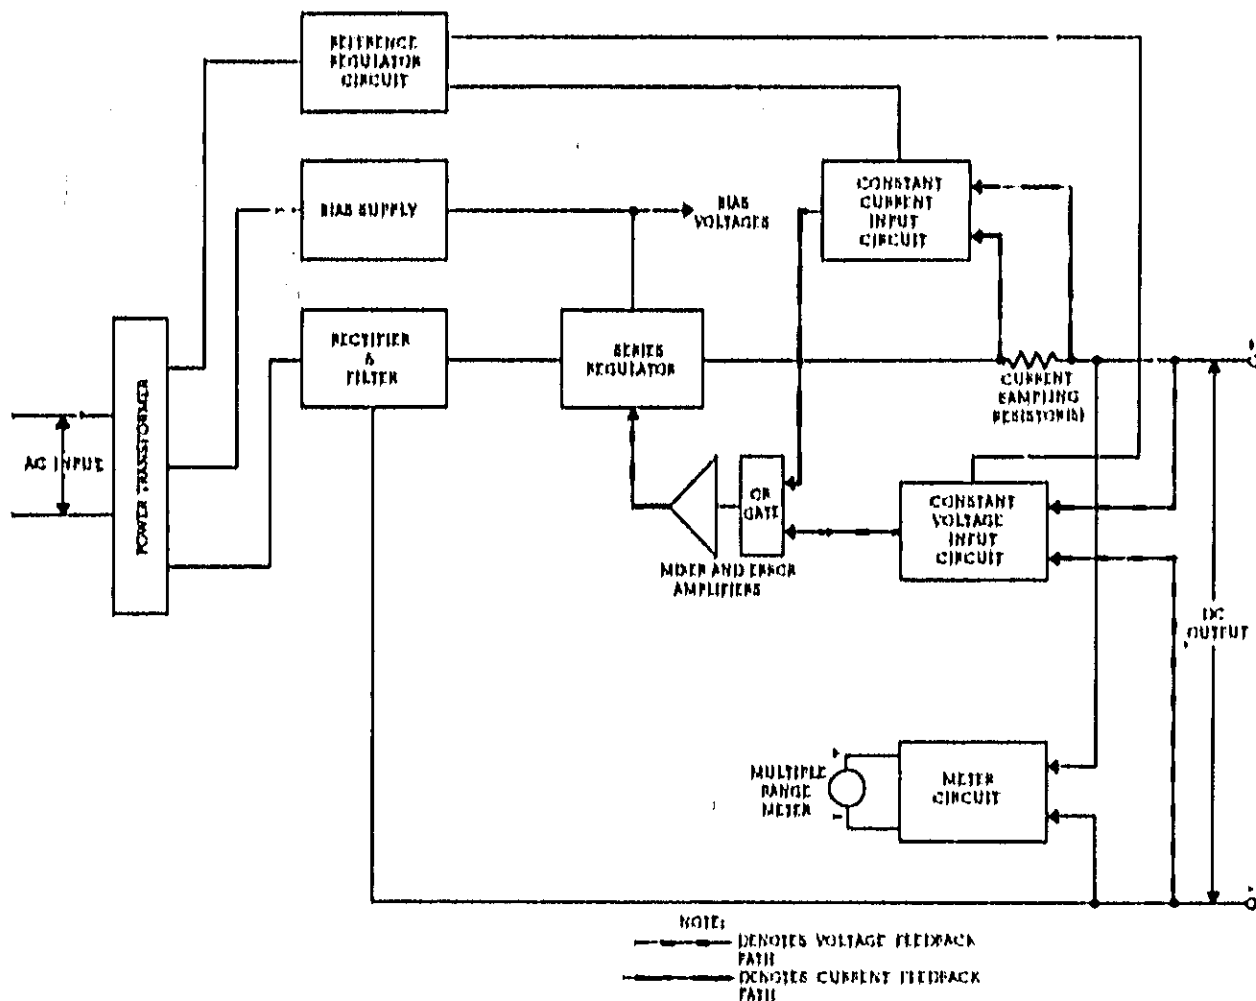 REFERENCE
REGULATOR
CIRCUIT
BIAS SUPPLY
BIAS
VOLTAGES
CONSTANT
CURRENT
INPUT
CIRCUIT
RECTIFIER
&
FILTER
SERIES
REGULATOR
CURRENT
SAMPLING
RESISTOR(S)
POWER TRANSFORMER
AC INPUT
OR
GATE
MIXER AND ERROR
AMPLIFIERS
CONSTANT
VOLTAGE
INPUT
CIRCUIT
DC
OUTPUT
MULTIPLE
RANGE
METER
METER
CIRCUIT
NOTE:
DENOTES VOLTAGE FEEDBACK
PATH
DENOTES CURRENT FEEDBACK
PATH